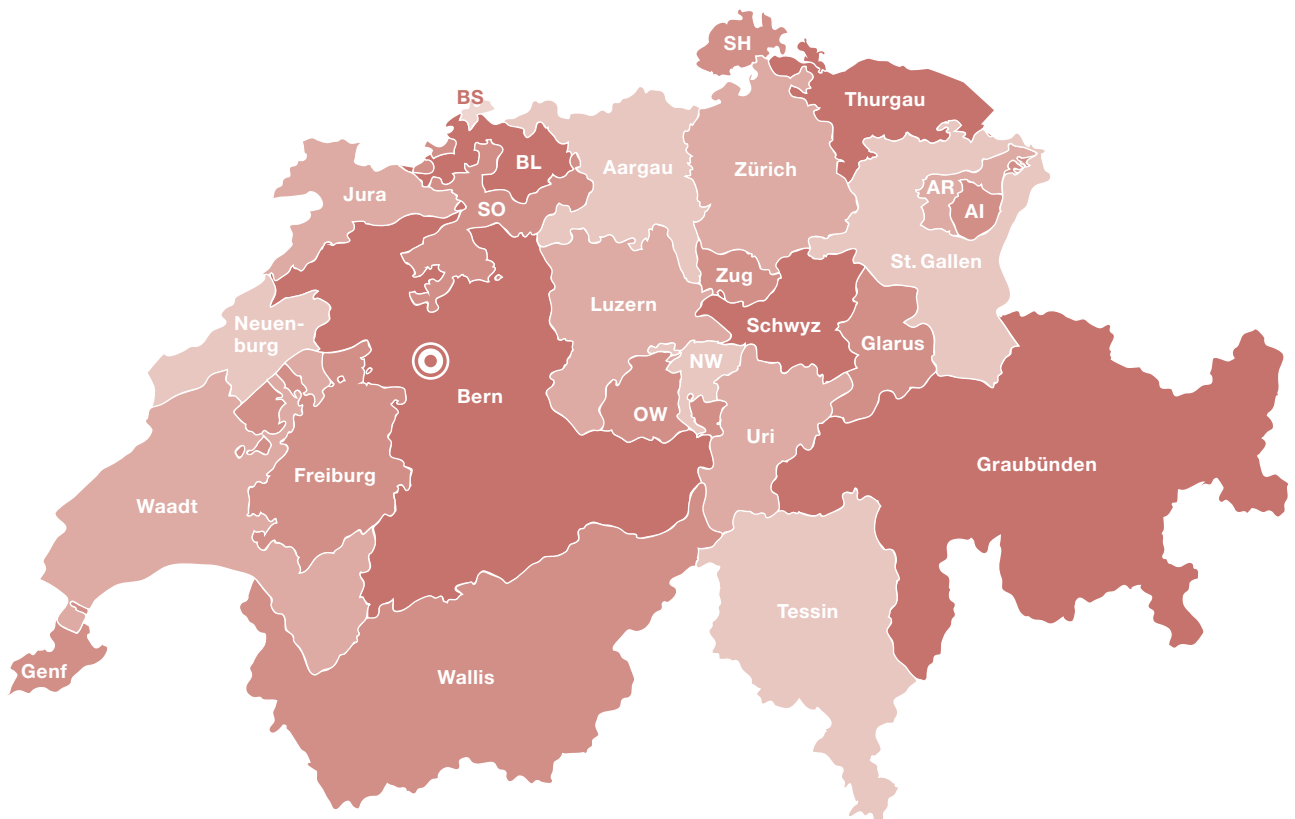 SH
BS
Thurgau
BL
Aargau
Zürich
Jura
AR
SO
AI
St. Gallen
Zug
Luzern
Neuen-
burg
Schwyz
Glarus
NW
Bern
OW
Uri
Graubünden
Freiburg
Waadt
Tessin
Genf
Wallis